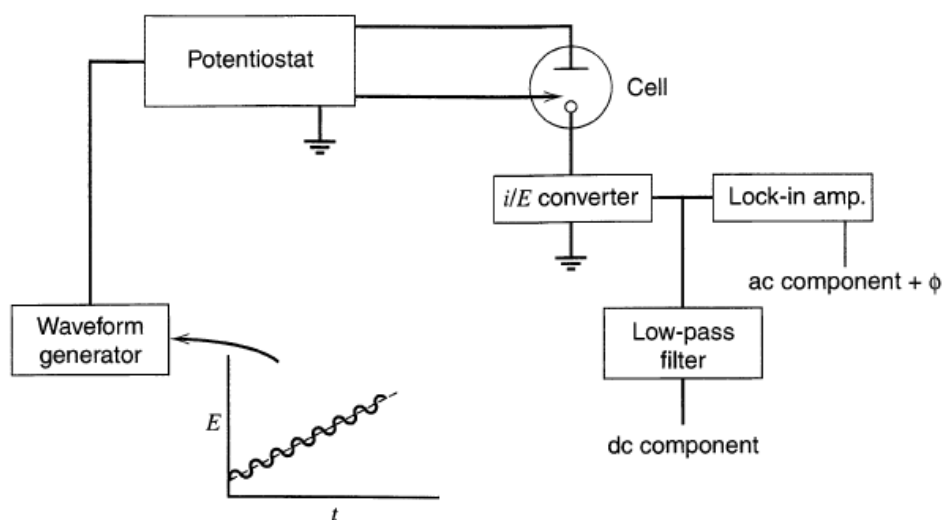 Potentiostat
Cell
i/E converter
Lock-in amp.
ac component + ϕ
Waveform
generator
Low-pass
filter
E
dc component
t